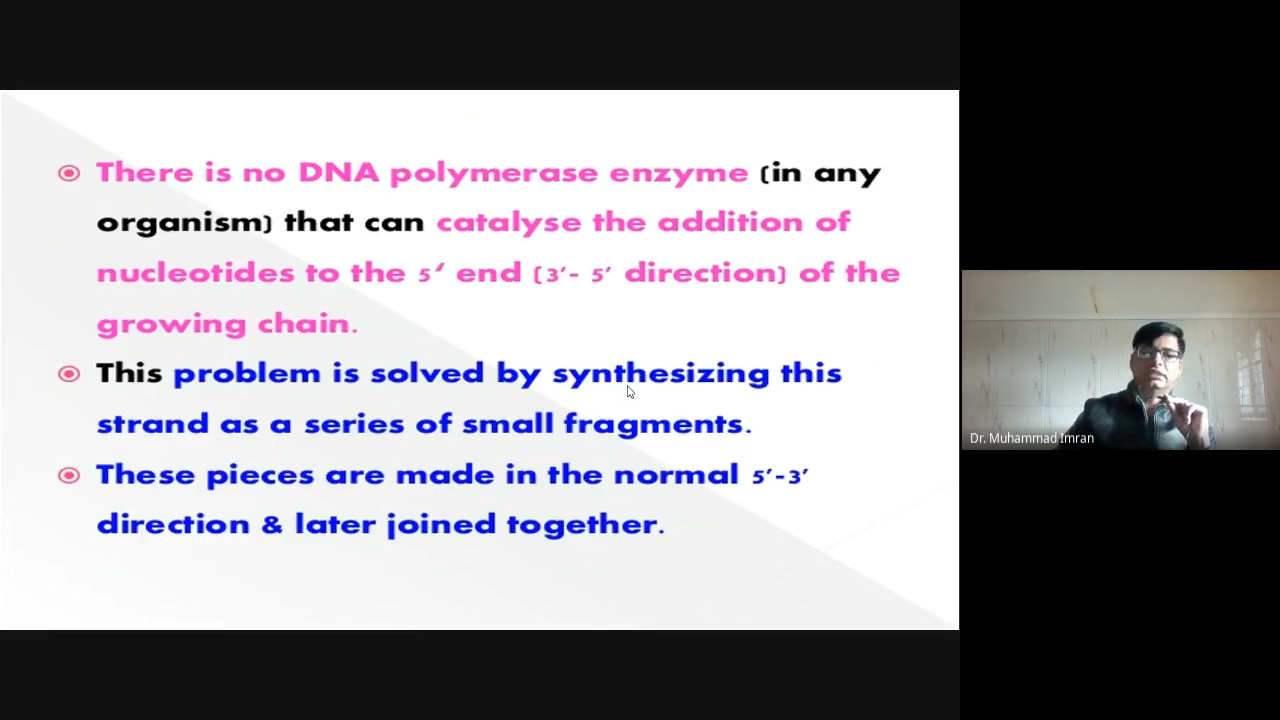 There is no DNA polymerase enzyme (in any
organism) that can catalyse the addition of
nucleotides to the 5‘ end (3’- 5’ direction) of the
growing chain.
This problem is solved by synthesizing this
strand as a series of small fragments.
These pieces are made in the normal 5’-3’
direction & later joined together.
Dr. Muhammad Imran